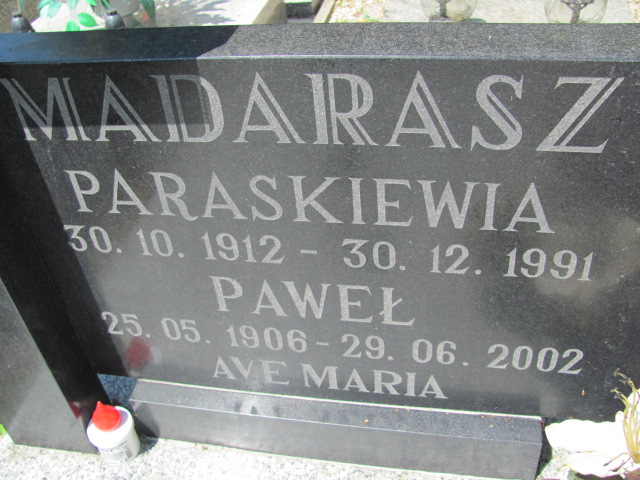 MADARASZ
PARASKIEWIA
30. 10. 1912 - 30. 12. 1991
PAWEŁ
25. 05. 1906 - 29. 06. 2002
AVE MARIA